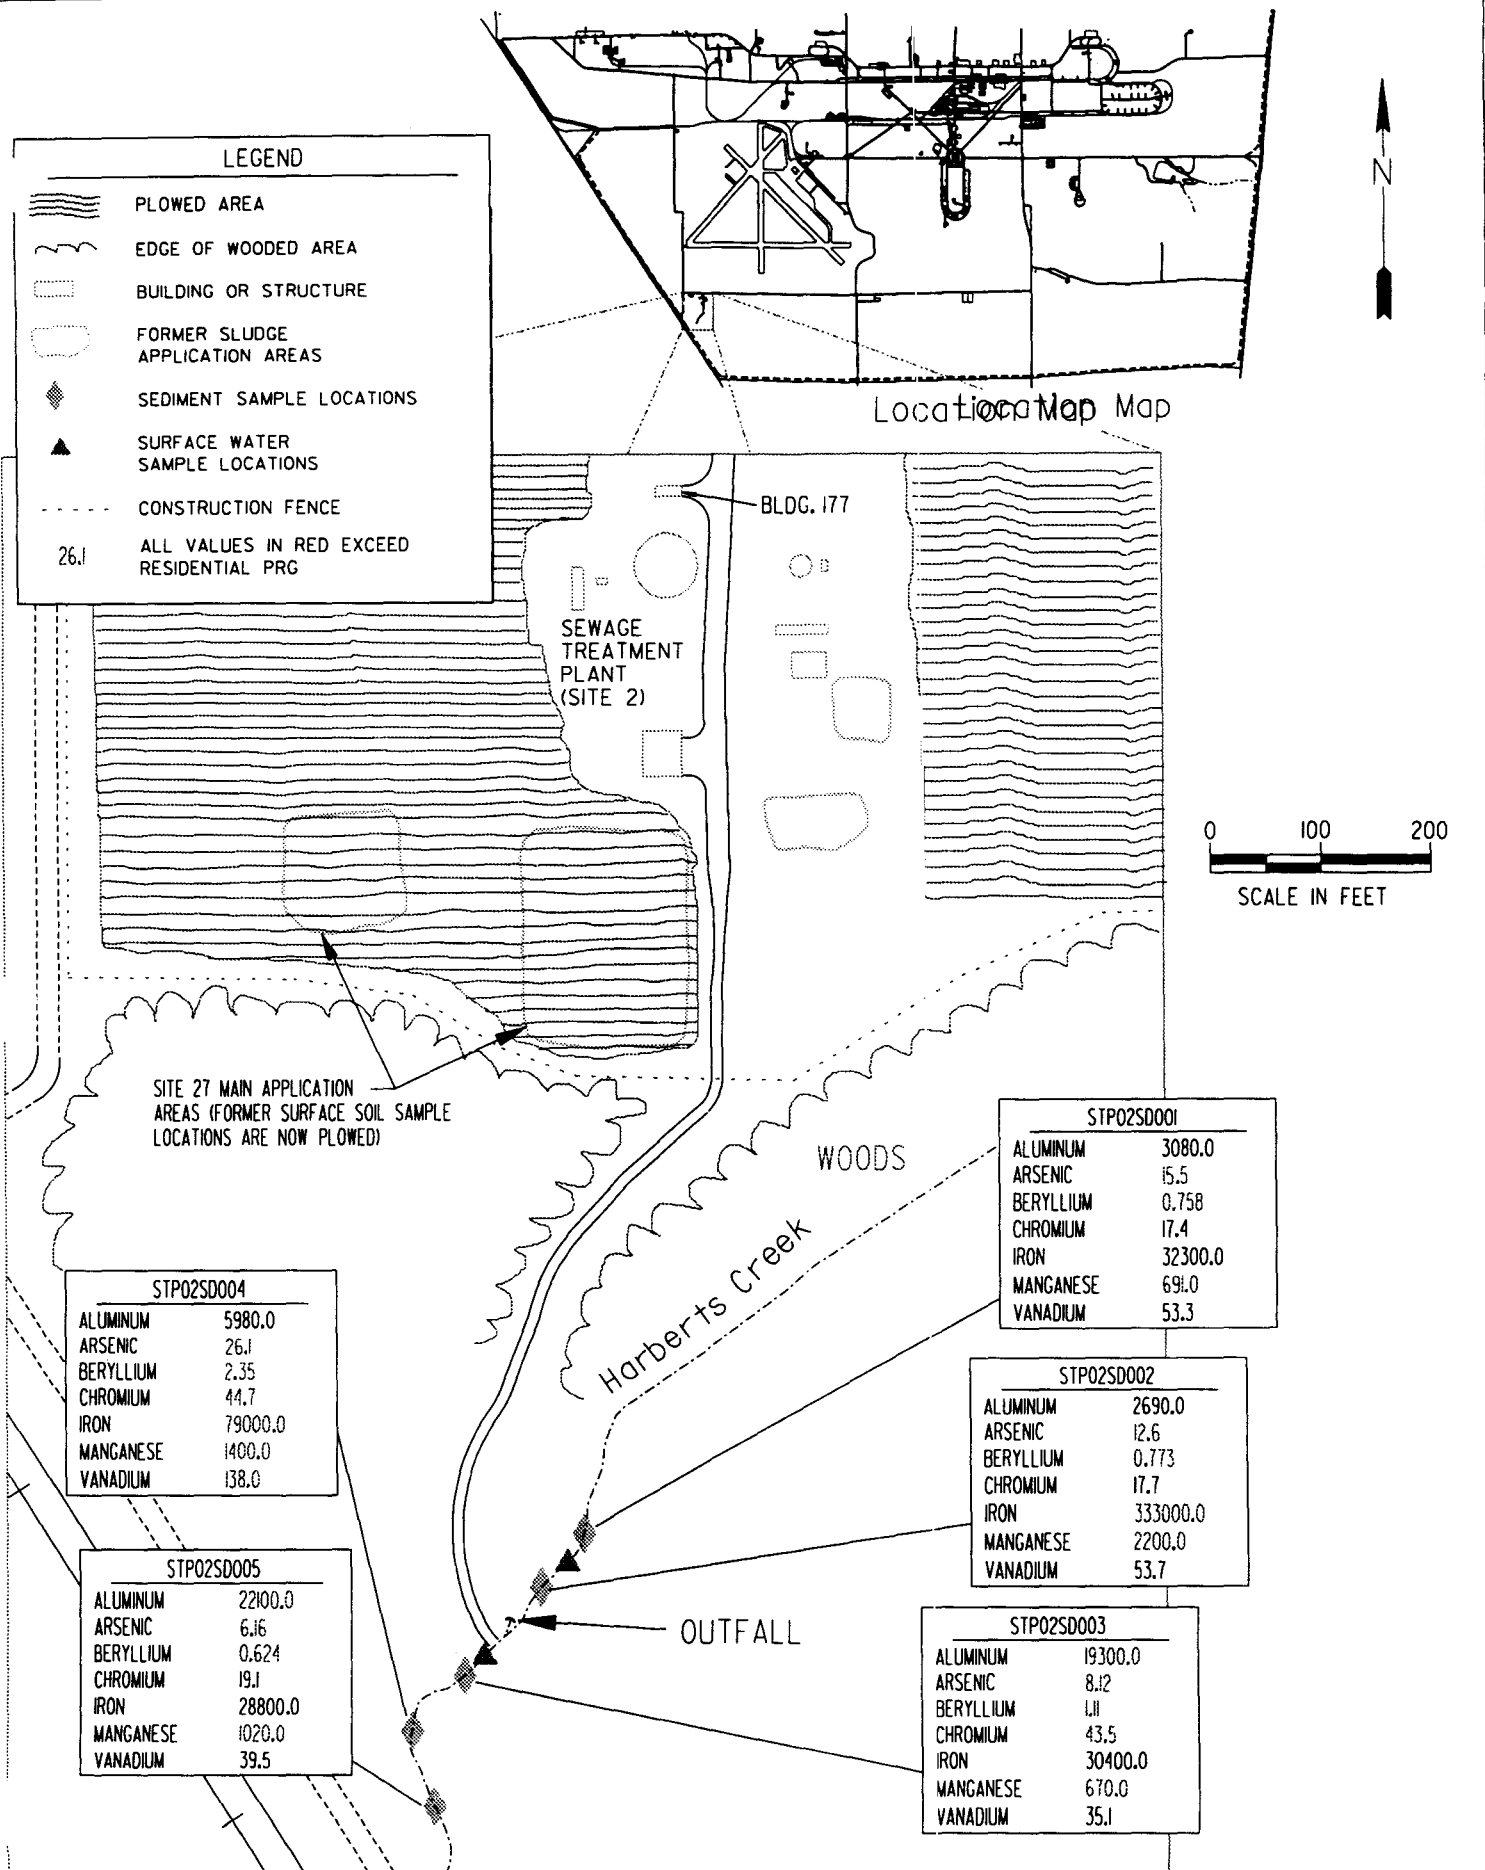 N
Location Map
Location Map
LEGEND
PLOWED AREA
EDGE OF WOODED AREA
BUILDING OR STRUCTURE
FORMER SLUDGE
APPLICATION AREAS
SEDIMENT SAMPLE LOCATIONS
SURFACE WATER
SAMPLE LOCATIONS
CONSTRUCTION FENCE
26.1 ALL VALUES IN RED EXCEED
RESIDENTIAL PRG
BLDG. 177
SEWAGE
TREATMENT
PLANT
(SITE 2)
0 100 200
SCALE IN FEET
SITE 27 MAIN APPLICATION
AREAS (FORMER SURFACE SOIL SAMPLE
LOCATIONS ARE NOW PLOWED)
WOODS
Harberts Creek
STP02SD001
ALUMINUM 3080.0
ARSENIC 15.5
BERYLLIUM 0.758
CHROMIUM 17.4
IRON 32300.0
MANGANESE 691.0
VANADIUM 53.3
STP02SD004
ALUMINUM 5980.0
ARSENIC 26.1
BERYLLIUM 2.35
CHROMIUM 44.7
IRON 79000.0
MANGANESE 1400.0
VANADIUM 138.0
STP02SD002
ALUMINUM 2690.0
ARSENIC 12.6
BERYLLIUM 0.773
CHROMIUM 17.7
IRON 333000.0
MANGANESE 2200.0
VANADIUM 53.7
STP02SD005
ALUMINUM 22100.0
ARSENIC 6.16
BERYLLIUM 0.624
CHROMIUM 19.1
IRON 28800.0
MANGANESE 1020.0
VANADIUM 39.5
OUTFALL
STP02SD003
ALUMINUM 19300.0
ARSENIC 8.12
BERYLLIUM 1.11
CHROMIUM 43.5
IRON 30400.0
MANGANESE 670.0
VANADIUM 35.1